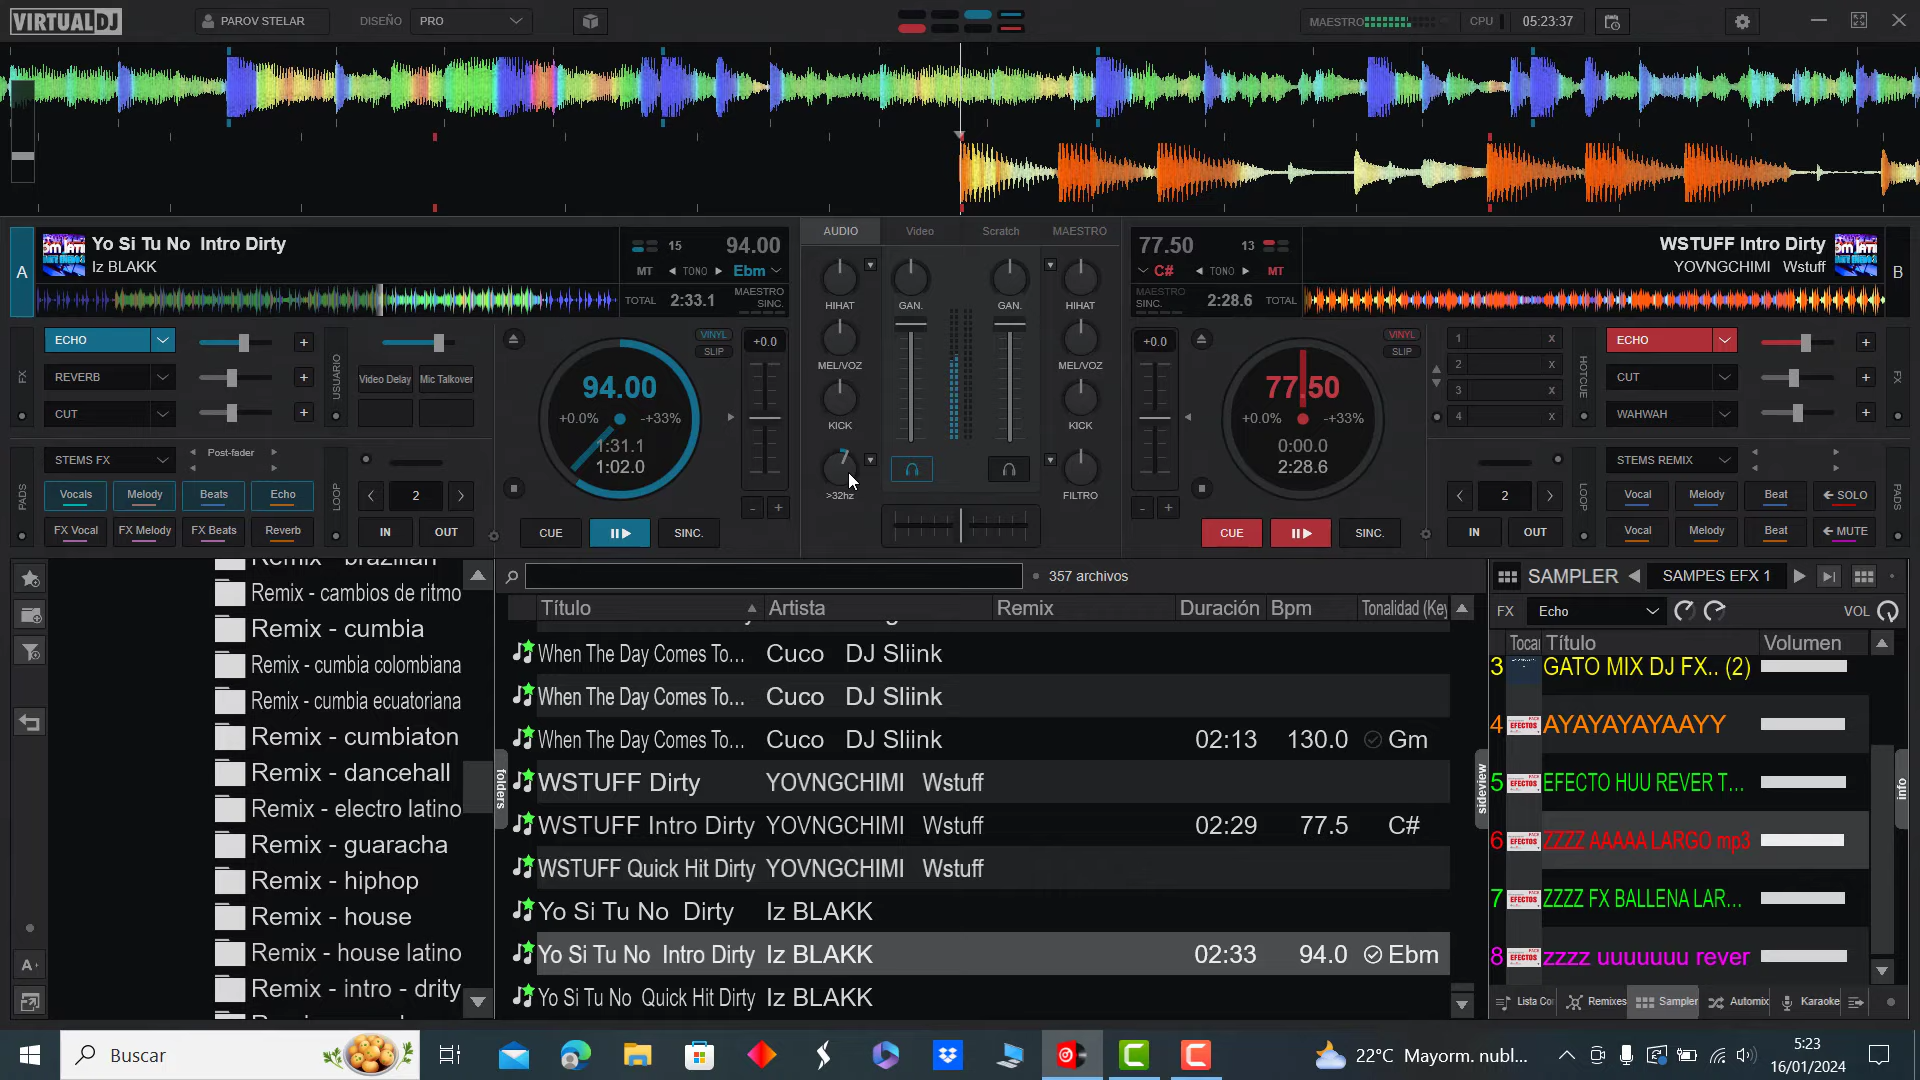 VIRTUALDJ
PAROV STELAR
DISEÑO
PRO
MAESTRO
CPU
05:23:37
A
Yo Si Tu No Intro Dirty
Iz BLAKK
15
94.00
MT
TONO
Ebm
TOTAL 2:33.1
MAESTRO
SINC.
AUDIO
Video
Scratch
MAESTRO
77.50
13
C#
TONO
MT
MAESTRO
SINC.
2:28.6 TOTAL
WSTUFF Intro Dirty
YOVNGCHIMI Wstuff
B
FX
ECHO
REVERB
CUT
USUARIO
Video Delay
Mic Talkover
VINYL
SLIP
94.00
+0.0%
-+33%
1:31.1
1:02.0
+0.0
HIHAT
MEL/VOZ
KICK
>32hz
GAN.
GAN.
HIHAT
MEL/VOZ
KICK
FILTRO
+0.0
VINYL
SLIP
77.50
+0.0%
-+33%
0:00.0
2:28.6
HOTCUE
1 x
2 x
3 x
4 x
ECHO
CUT
WAHWAH
FX
PADS
STEMS FX
Post-fader
Vocals
Melody
Beats
Echo
FX Vocal
FX Melody
FX Beats
Reverb
LOOP
2
IN
OUT
CUE
SINC.
CUE
SINC.
2
IN
OUT
LOOP
STEMS REMIX
Vocal
Melody
Beat
SOLO
Vocal
Melody
Beat
MUTE
PADS
Remix - brazilian
Remix - cambios de ritmo
Remix - cumbia
Remix - cumbia colombiana
Remix - cumbia ecuatoriana
Remix - cumbiaton
Remix - dancehall
Remix - electro latino
Remix - guaracha
Remix - hiphop
Remix - house
Remix - house latino
Remix - intro - drity
folders
357 archivos
Título Artista Remix Duración Bpm Tonalidad (Key
When The Day Comes To... Cuco DJ Sliink
When The Day Comes To... Cuco DJ Sliink
When The Day Comes To... Cuco DJ Sliink 02:13 130.0 Gm
WSTUFF Dirty YOVNGCHIMI Wstuff
WSTUFF Intro Dirty YOVNGCHIMI Wstuff 02:29 77.5 C#
WSTUFF Quick Hit Dirty YOVNGCHIMI Wstuff
Yo Si Tu No Dirty Iz BLAKK
Yo Si Tu No Intro Dirty Iz BLAKK 02:33 94.0 Ebm
Yo Si Tu No Quick Hit Dirty Iz BLAKK
sideview
SAMPLER
SAMPES EFX 1
FX
Echo
VOL
Tocar Título Volumen
3 GATO MIX DJ FX.. (2)
4 AYAYAYAYAAYY
5 EFECTO HUU REVER T...
6 ZZZZ AAAAA LARGO mp3
7 ZZZZ FX BALLENA LAR...
8 zzzz uuuuuuu rever
info
Lista Co
Remixes
Sampler
Automix
Karaoke
Buscar
22°C Mayorm. nubl...
5:23
16/01/2024